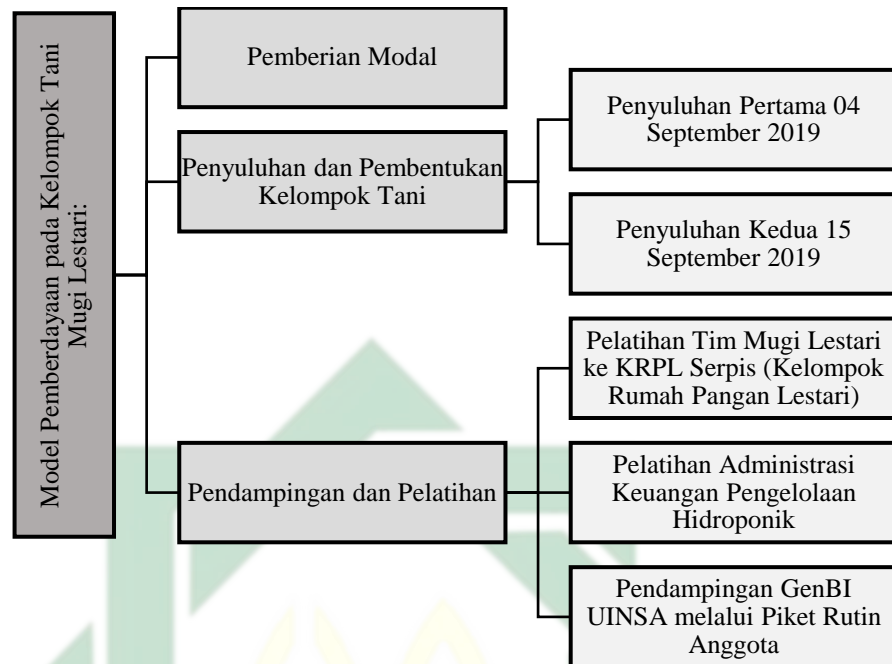 Model Pemberdayaan pada Kelompok Tani
Mugi Lestari:
Pemberian Modal
Penyuluhan dan Pembentukan
Kelompok Tani
Penyuluhan Pertama 04
September 2019
Penyuluhan Kedua 15
September 2019
Pendampingan dan Pelatihan
Pelatihan Tim Mugi Lestari
ke KRPL Serpis (Kelompok
Rumah Pangan Lestari)
Pelatihan Administrasi
Keuangan Pengelolaan
Hidroponik
Pendampingan GenBI
UINSA melalui Piket Rutin
Anggota